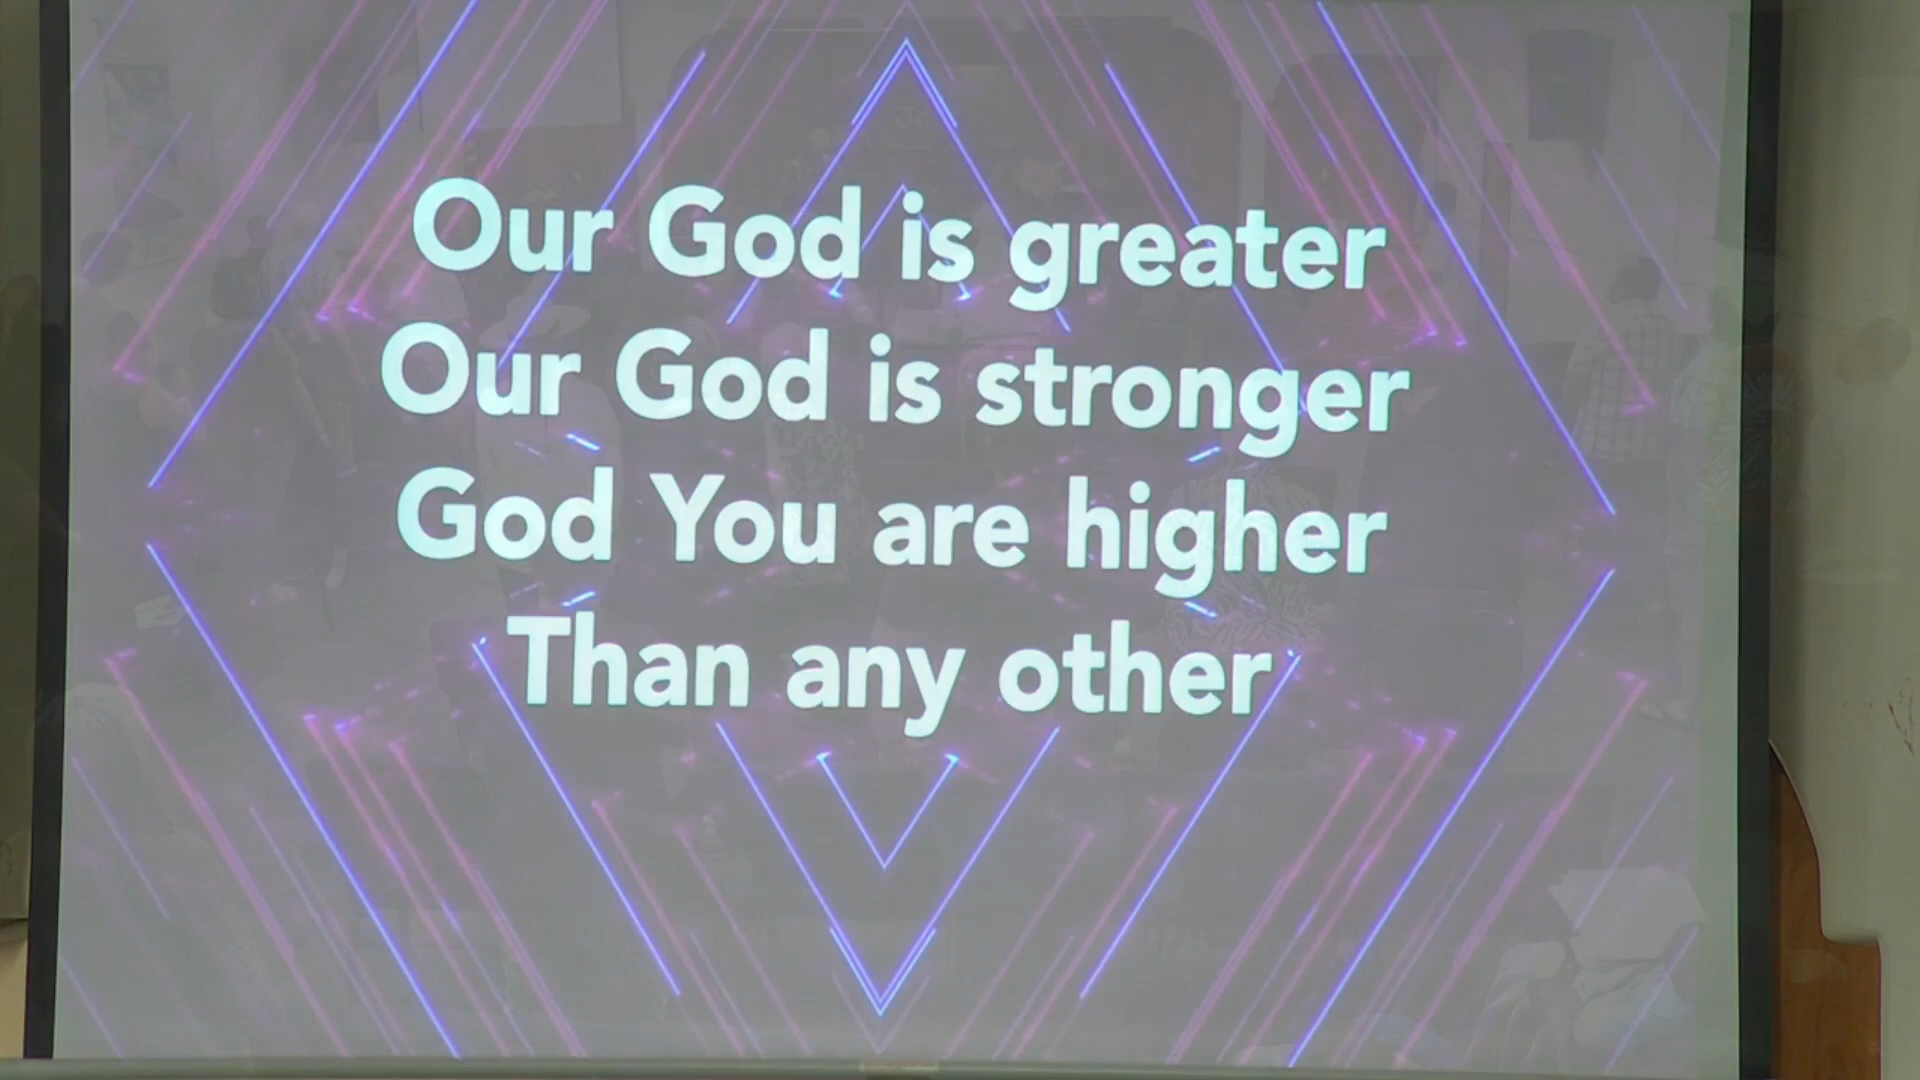 Our God is greater
Our God is stronger
God You are higher
Than any other